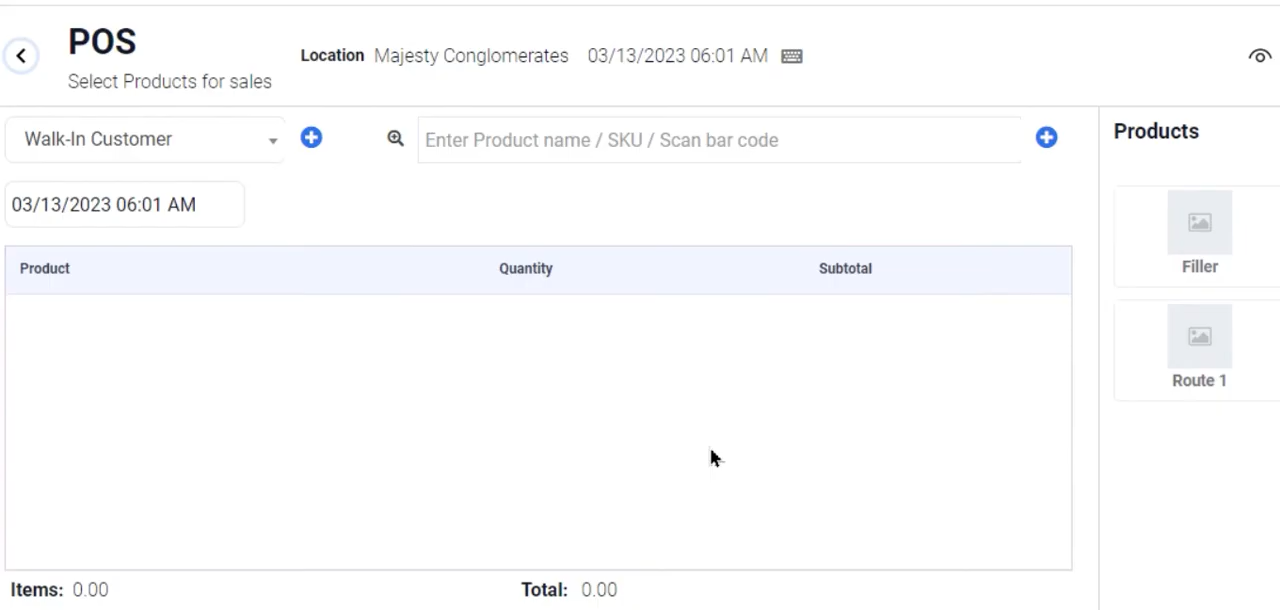 POS
Select Products for sales
Location Majesty Conglomerates 03/13/2023 06:01 AM
Walk-In Customer
Enter Product name / SKU / Scan bar code
03/13/2023 06:01 AM
Product Quantity Subtotal
Items: 0.00 Total: 0.00
Products
Filler
Route 1